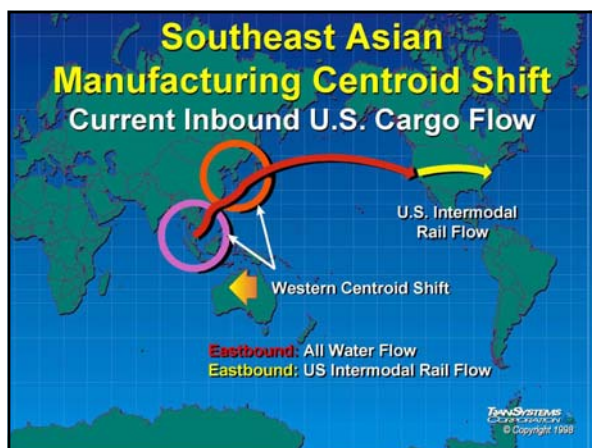 Southeast Asian
Manufacturing Centroid Shift
Current Inbound U.S. Cargo Flow
U.S. Intermodal
Rail Flow
Western Centroid Shift
Eastbound: All Water Flow
Eastbound: US Intermodal Rail Flow
TRANSYSTEMS
CORPORATION
© Copyright 1998